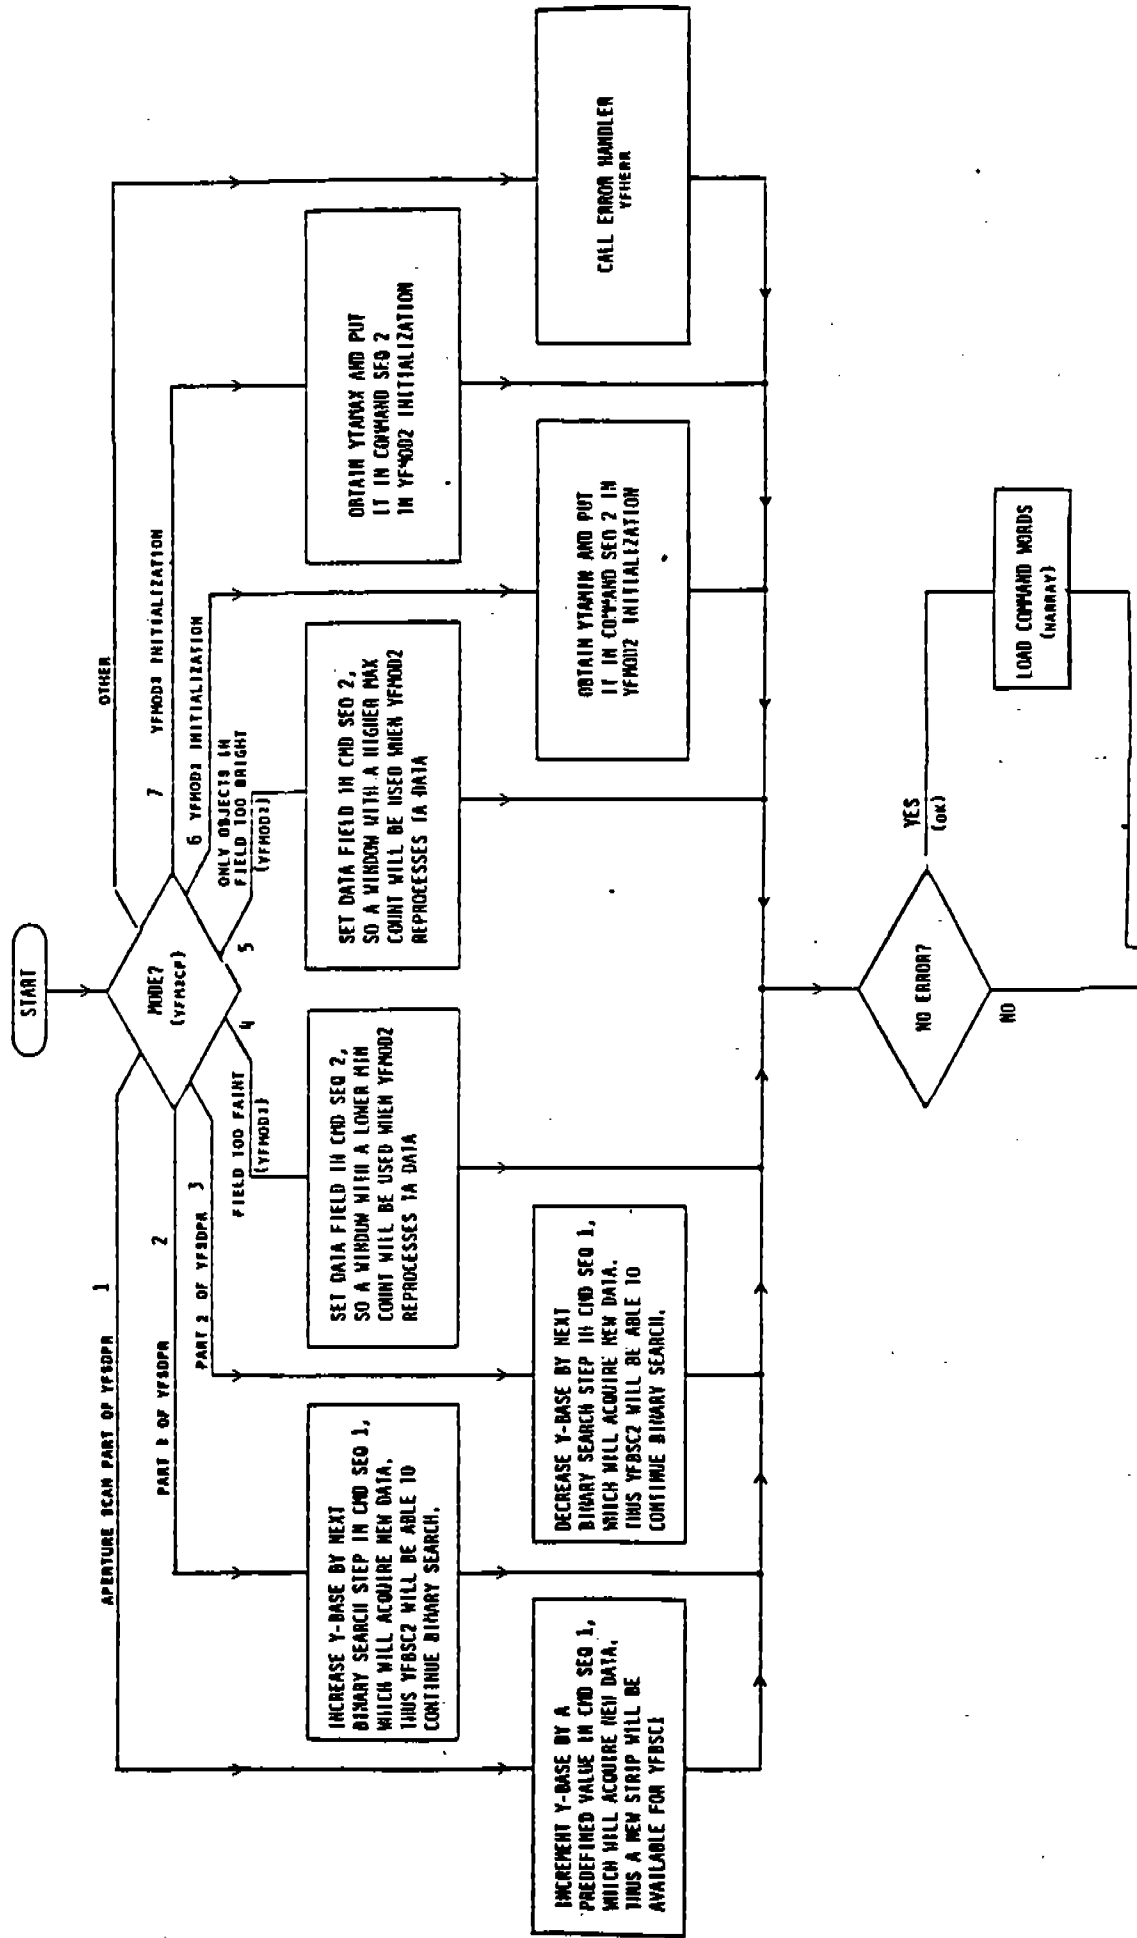 START
MODE?
(YFM2CP)
APERTURE SCAN PART OF YFSDPR
1
PART B OF YFSDPR
2
PART 2 OF YFSDPR
3
FIELD TOO FAINT
(YFMOD2)
4
5
ONLY OBJECTS IN
FIELD TOO BRIGHT
(YFMOD2)
6 YFMOD2 INITIALIZATION
7
YFMOD2 INITIALIZATION
OTHER
INCREMENT Y-BASE BY A
PREDEFINED VALUE IN CMD SEQ 1,
WHICH WILL ACQUIRE NEW DATA.
THUS A NEW STRIP WILL BE
AVAILABLE FOR YFBSC1
INCREASE Y-BASE BY NEXT
BINARY SEARCH STEP IN CMD SEQ 1,
WHICH WILL ACQUIRE NEW DATA.
THUS YFBSC2 WILL BE ABLE TO
CONTINUE BINARY SEARCH.
DECREASE Y-BASE BY NEXT
BINARY SEARCH STEP IN CMD SEQ 1,
WHICH WILL ACQUIRE NEW DATA.
THUS YFBSC2 WILL BE ABLE TO
CONTINUE BINARY SEARCH.
SET DATA FIELD IN CMD SEQ 2,
SO A WINDOW WITH A LOWER MIN
COUNT WILL BE USED WHEN YFMOD2
REPROCESSES TA DATA
SET DATA FIELD IN CMD SEQ 2,
SO A WINDOW WITH A HIGHER MAX
COUNT WILL BE USED WHEN YFMOD2
REPROCESSES TA DATA
OBTAIN YTAMIN AND PUT
IT IN COMMAND SEQ 2 IN
YFMOD2 INITIALIZATION
OBTAIN YTAMAX AND PUT
IT IN COMMAND SEQ 2
IN YFMOD2 INITIALIZATION
CALL ERROR HANDLER
YFHERR
NO ERROR?
YES
(OK)
NO
LOAD COMMAND WORDS
(NARRAY)